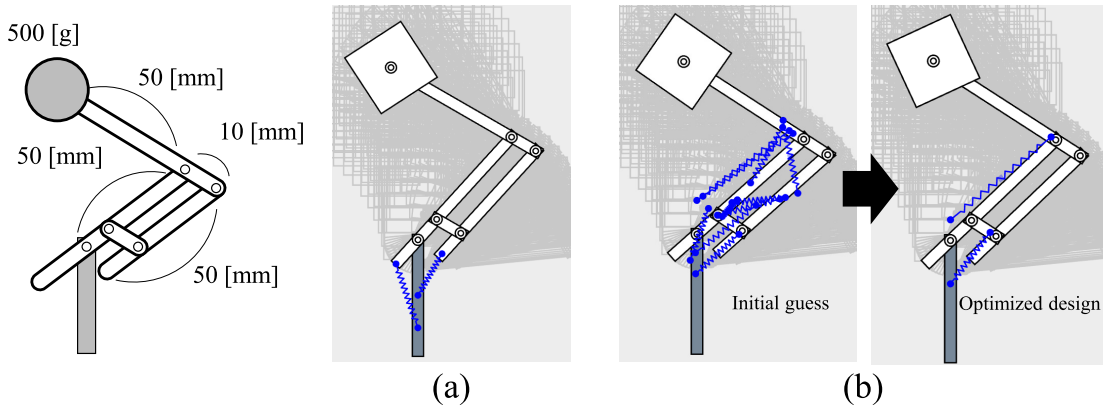 500 [g]
50 [mm]
10 [mm]
50 [mm]
50 [mm]
Initial guess
Optimized design
(a)
(b)